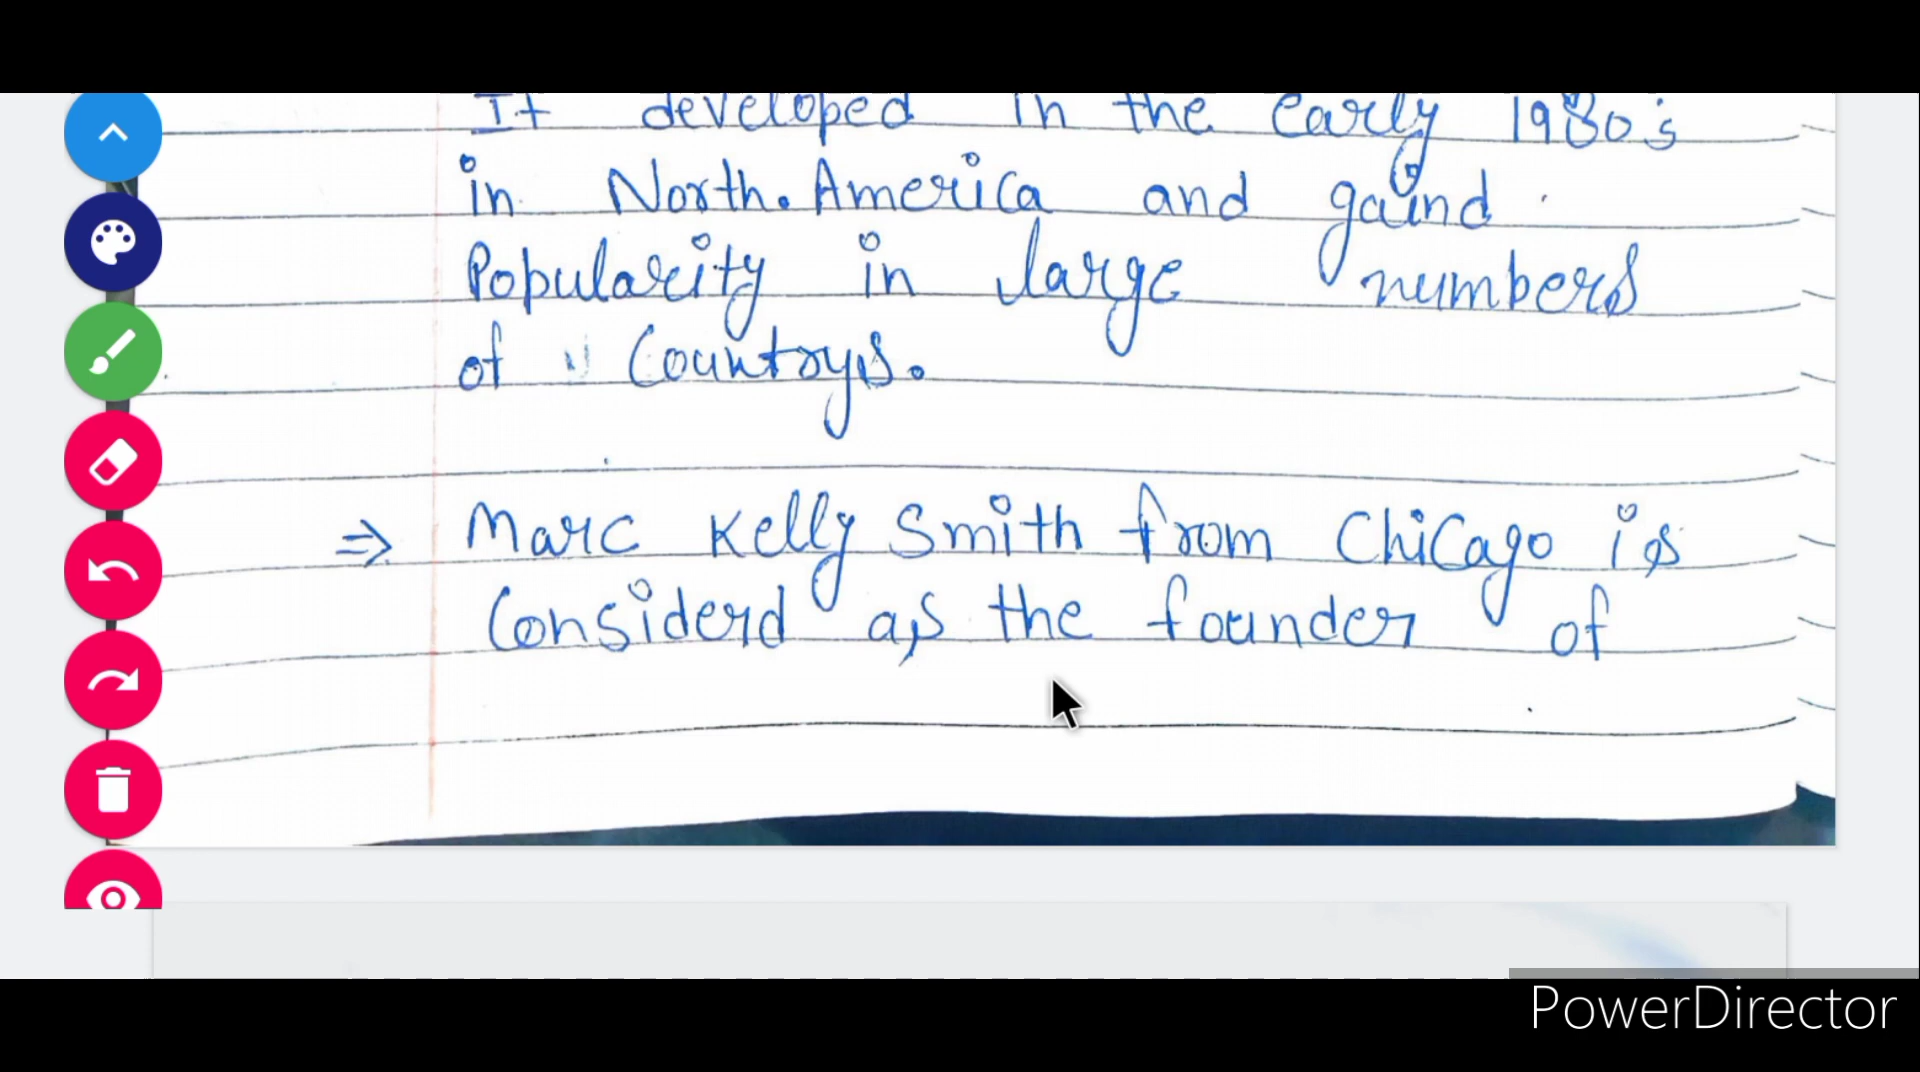 It developed in the early 1980's
in North. America and gaind
Popularity in large numbers
of Countrys.
⇒ Marc Kelly Smith from Chicago is
Considerd as the founder of
PowerDirector